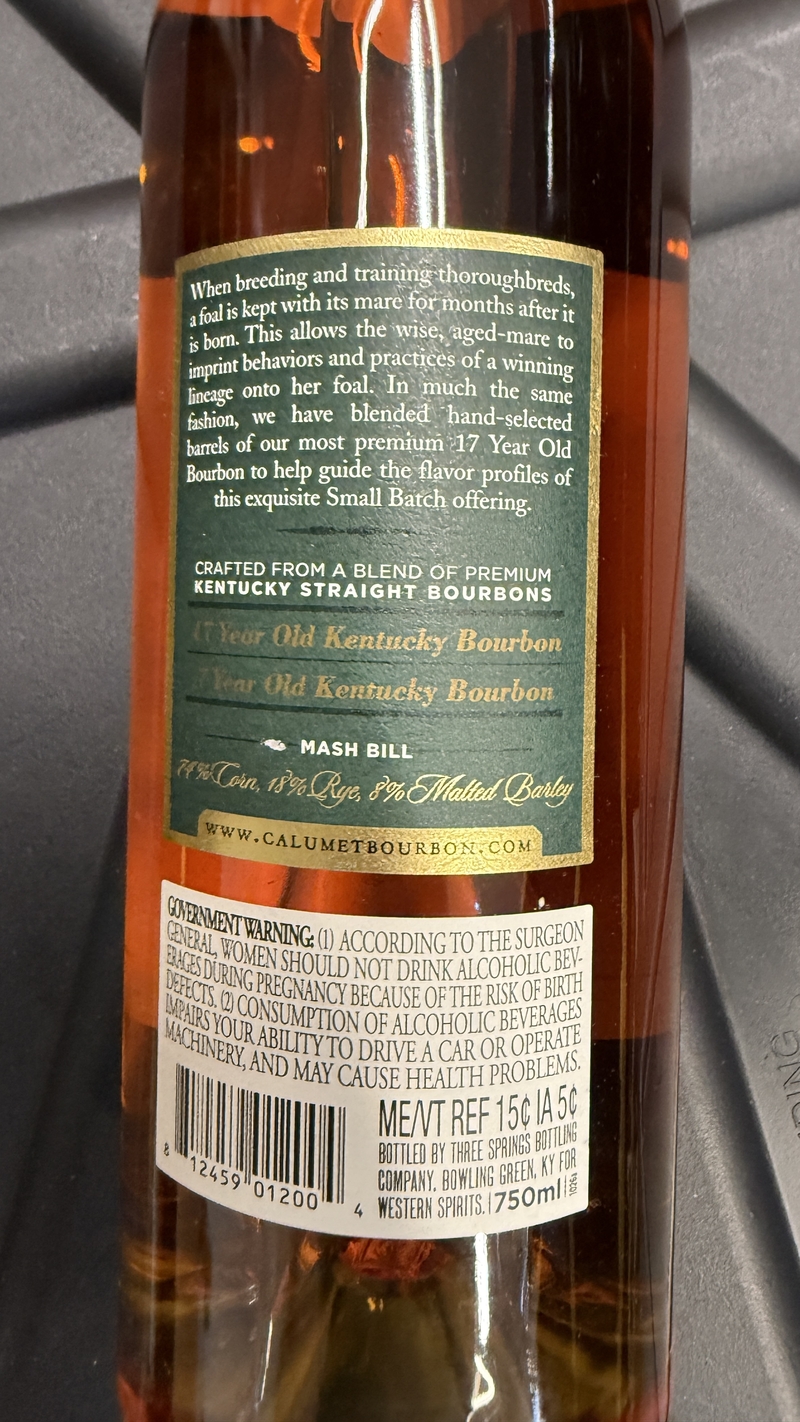 When breeding and training thoroughbreds,
a foal is kept with its mare for months after it
is born. This allows the wise, aged-mare to
imprint behaviors and practices of a winning
lineage onto her foal. In much the same
fashion, we have blended hand-selected
barrels of our most premium 17 Year Old
Bourbon to help guide the flavor profiles of
this exquisite Small Batch offering.
CRAFTED FROM A BLEND OF PREMIUM
KENTUCKY STRAIGHT BOURBONS
17 Year Old Kentucky Bourbon
Year Old Kentucky Bourbon
MASH BILL
74% Corn, 18% Rye, 8% Malted Barley
WWW.CALUMETBOURBON.COM
GOVERNMENT WARNING: (1) ACCORDING TO THE SURGEON
GENERAL, WOMEN SHOULD NOT DRINK ALCOHOLIC BEV-
ERAGES DURING PREGNANCY BECAUSE OF THE RISK OF BIRTH
DEFECTS. (2) CONSUMPTION OF ALCOHOLIC BEVERAGES
IMPAIRS YOUR ABILITY TO DRIVE A CAR OR OPERATE
MACHINERY, AND MAY CAUSE HEALTH PROBLEMS.
ME/VT REF 15¢ IA 5¢
BOTTLED BY THREE SPRINGS BOTTLING
COMPANY, BOWLING GREEN, KY FOR
WESTERN SPIRITS. 750ml
8 12459 01200 4